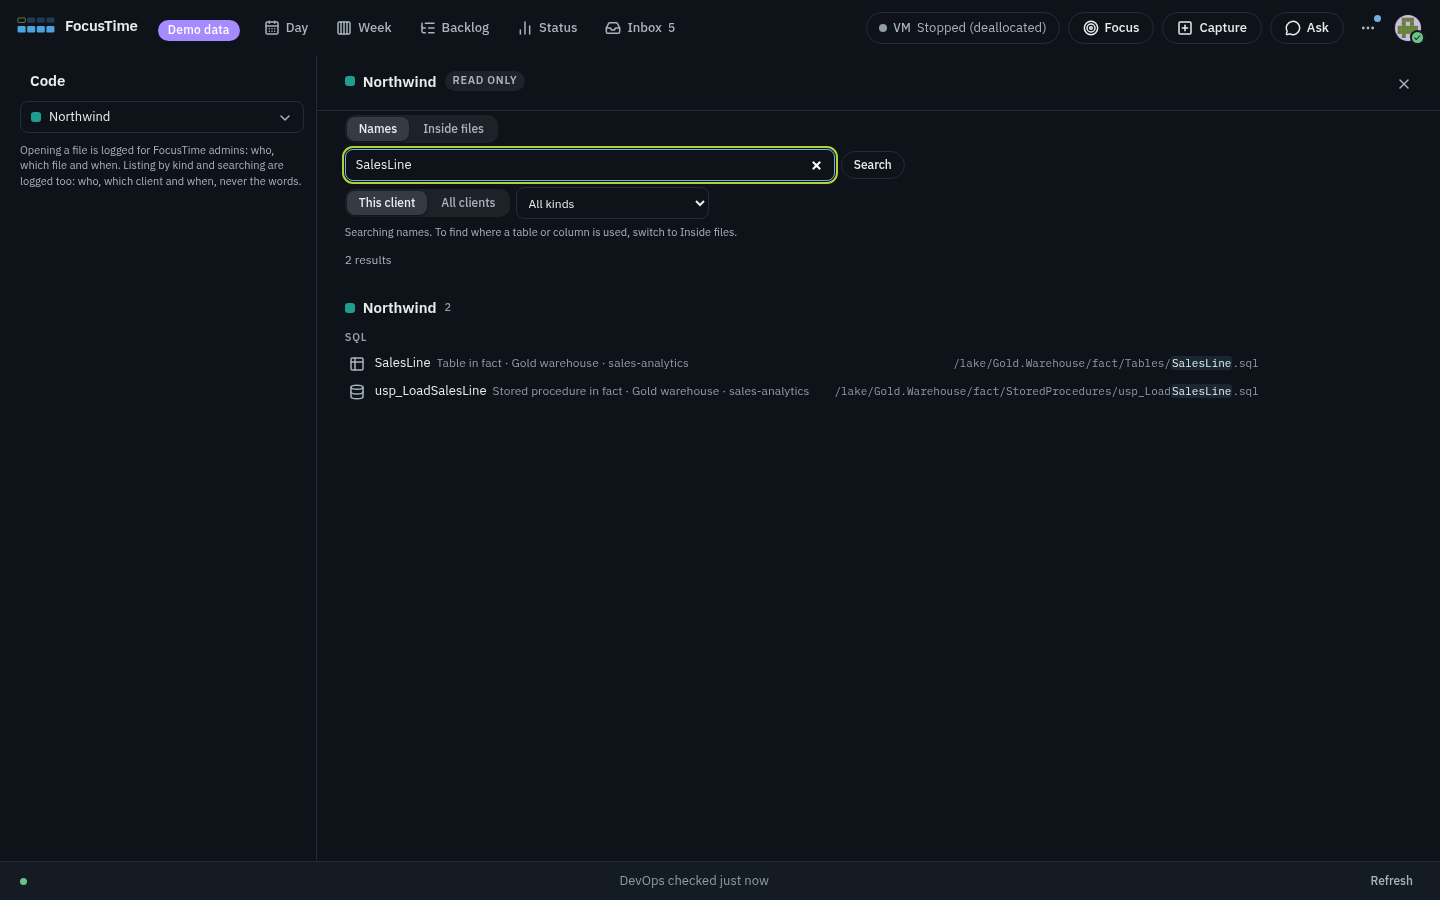 FocusTime
Demo data
Day
Week
Backlog
Status
Inbox 5
VM Stopped (deallocated)
Focus
Capture
Ask
Code
Northwind
Opening a file is logged for FocusTime admins: who,
which file and when. Listing by kind and searching are
logged too: who, which client and when, never the words.
Northwind READ ONLY
Names Inside files
SalesLine
Search
This client All clients All kinds
Searching names. To find where a table or column is used, switch to Inside files.
2 results
Northwind 2
SQL
SalesLine Table in fact · Gold warehouse · sales-analytics /lake/Gold.Warehouse/fact/Tables/SalesLine.sql
usp_LoadSalesLine Stored procedure in fact · Gold warehouse · sales-analytics /lake/Gold.Warehouse/fact/StoredProcedures/usp_LoadSalesLine.sql
DevOps checked just now
Refresh